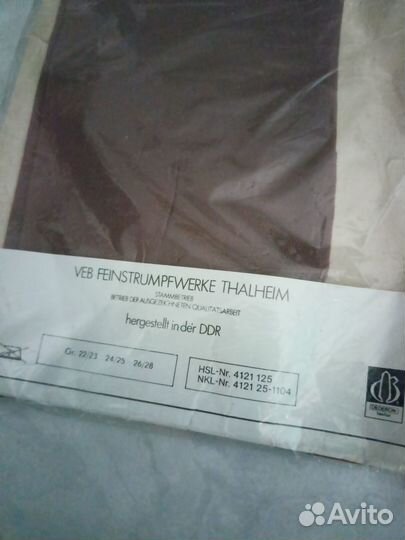 VEB FEINSTRUMPFWERKE THALHEIM
STAMMBETRIEB
BETRIEB DER AUSGEZEICHNETEN QUALITÄTSARBEIT
hergestellt in der DDR
Gr. 22/23 24/25 26/28
HSL-Nr. 4121 125
NKL-Nr. 4121 25-1104
DEDERON
Avito